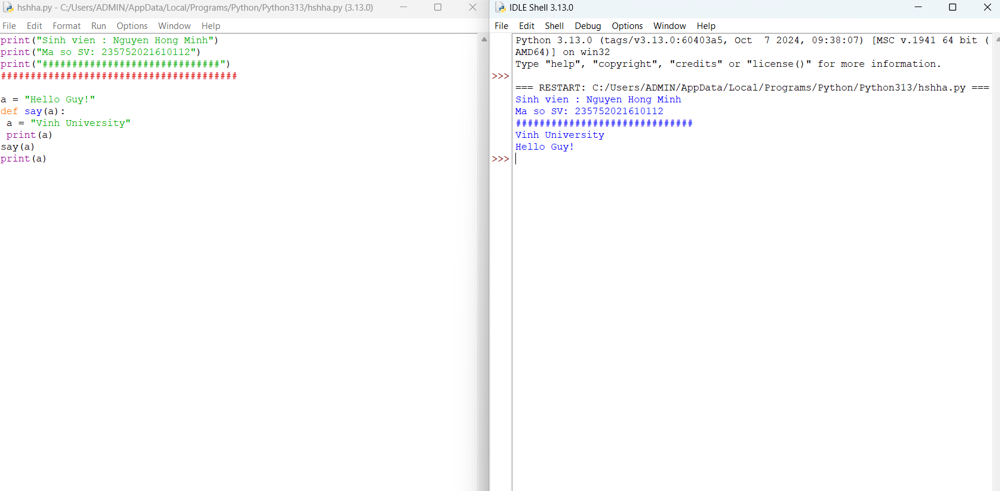 hshha.py - C:/Users/ADMIN/AppData/Local/Programs/Python/Python313/hshha.py (3.13.0)
File Edit Format Run Options Window Help
print("Sinh vien : Nguyen Hong Minh")
print("Ma so SV: 235752021610112")
print("##############################")
########################################
a = "Hello Guy!"
def say(a):
 a = "Vinh University"
 print(a)
say(a)
print(a)
IDLE Shell 3.13.0
File Edit Shell Debug Options Window Help
Python 3.13.0 (tags/v3.13.0:60403a5, Oct  7 2024, 09:38:07) [MSC v.1941 64 bit (
AMD64)] on win32
Type "help", "copyright", "credits" or "license()" for more information.
>>>
=== RESTART: C:/Users/ADMIN/AppData/Local/Programs/Python/Python313/hshha.py ===
Sinh vien : Nguyen Hong Minh
Ma so SV: 235752021610112
##############################
Vinh University
Hello Guy!
>>>